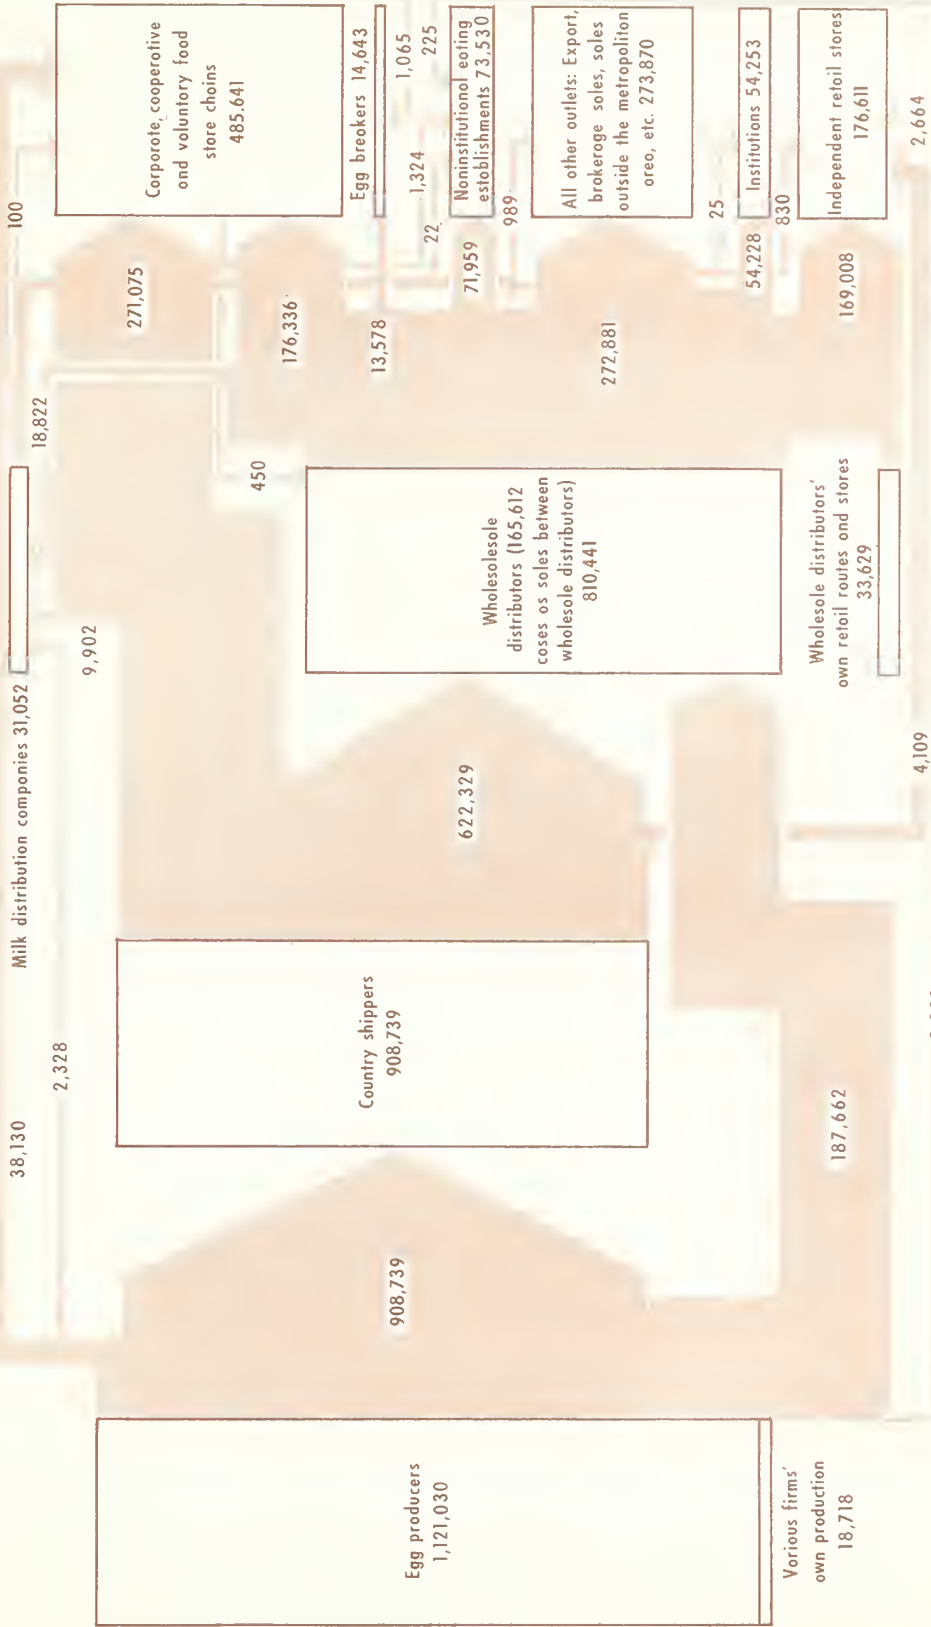 38,130
Milk distribution componies 31,052
100
18,822
2,328
9,902
Egg producers
1,121,030
Vorious firms'
own production
18,718
908,739
Country shippers
908,739
622,329
187,662
Wholesolesole
distributors (165,612
coses os soles between
wholesole distributors)
810,441
450
Wholesole distributors'
own retoil routes ond stores
33,629
4,109
2,664
271,075
176,336
13,578
22
71,959
989
272,881
25
54,228
830
169,008
Corporote, cooperotive
ond voluntory food
store choins
485.641
Egg breokers 14,643
1,065
1,324
225
Noninstitutionol eoting
estoblishments 73,530
All other outlets: Export,
brokeroge soles, soles
outside the metropoliton
oreo, etc. 273,870
Institutions 54,253
Independent retoil stores
176,611